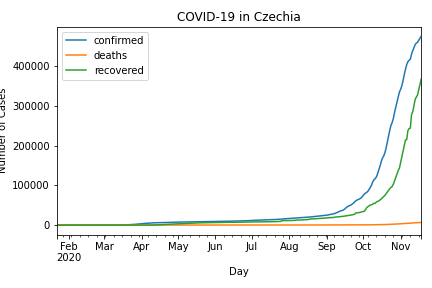 COVID-19 in Czechia
confirmed
deaths
recovered
Number of Cases
400000
300000
200000
100000
0
Feb Mar Apr May Jun Jul Aug Sep Oct Nov
2020
Day